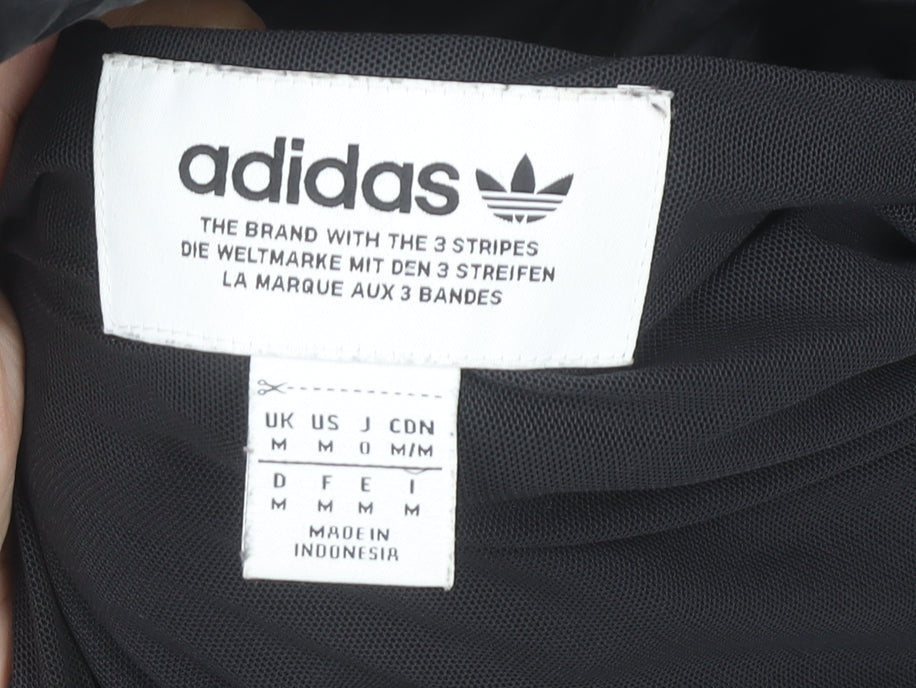 adidas
THE BRAND WITH THE 3 STRIPES
DIE WELTMARKE MIT DEN 3 STREIFEN
LA MARQUE AUX 3 BANDES
UK US J CDN
M M O M/M
D F E I
M M M M
MADE IN
INDONESIA